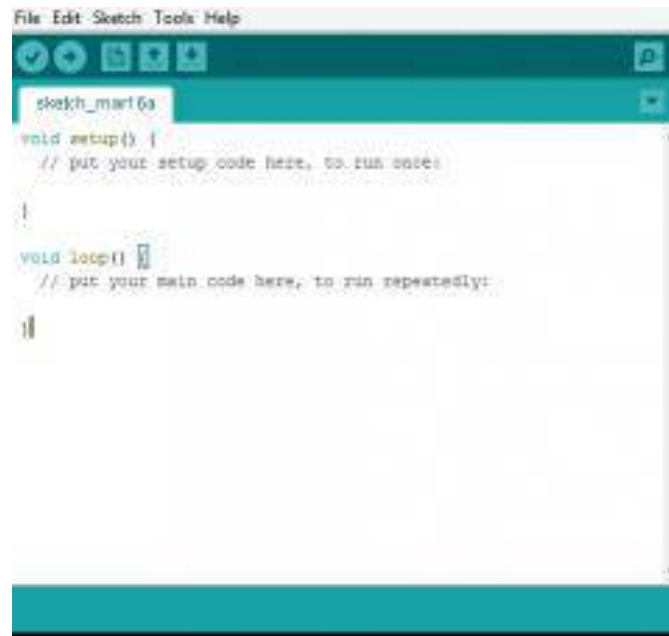 File Edit Sketch Tools Help
sketch_mar16a
void setup() {
// put your setup code here, to run once:
}
void loop() {
// put your main code here, to run repeatedly:
}